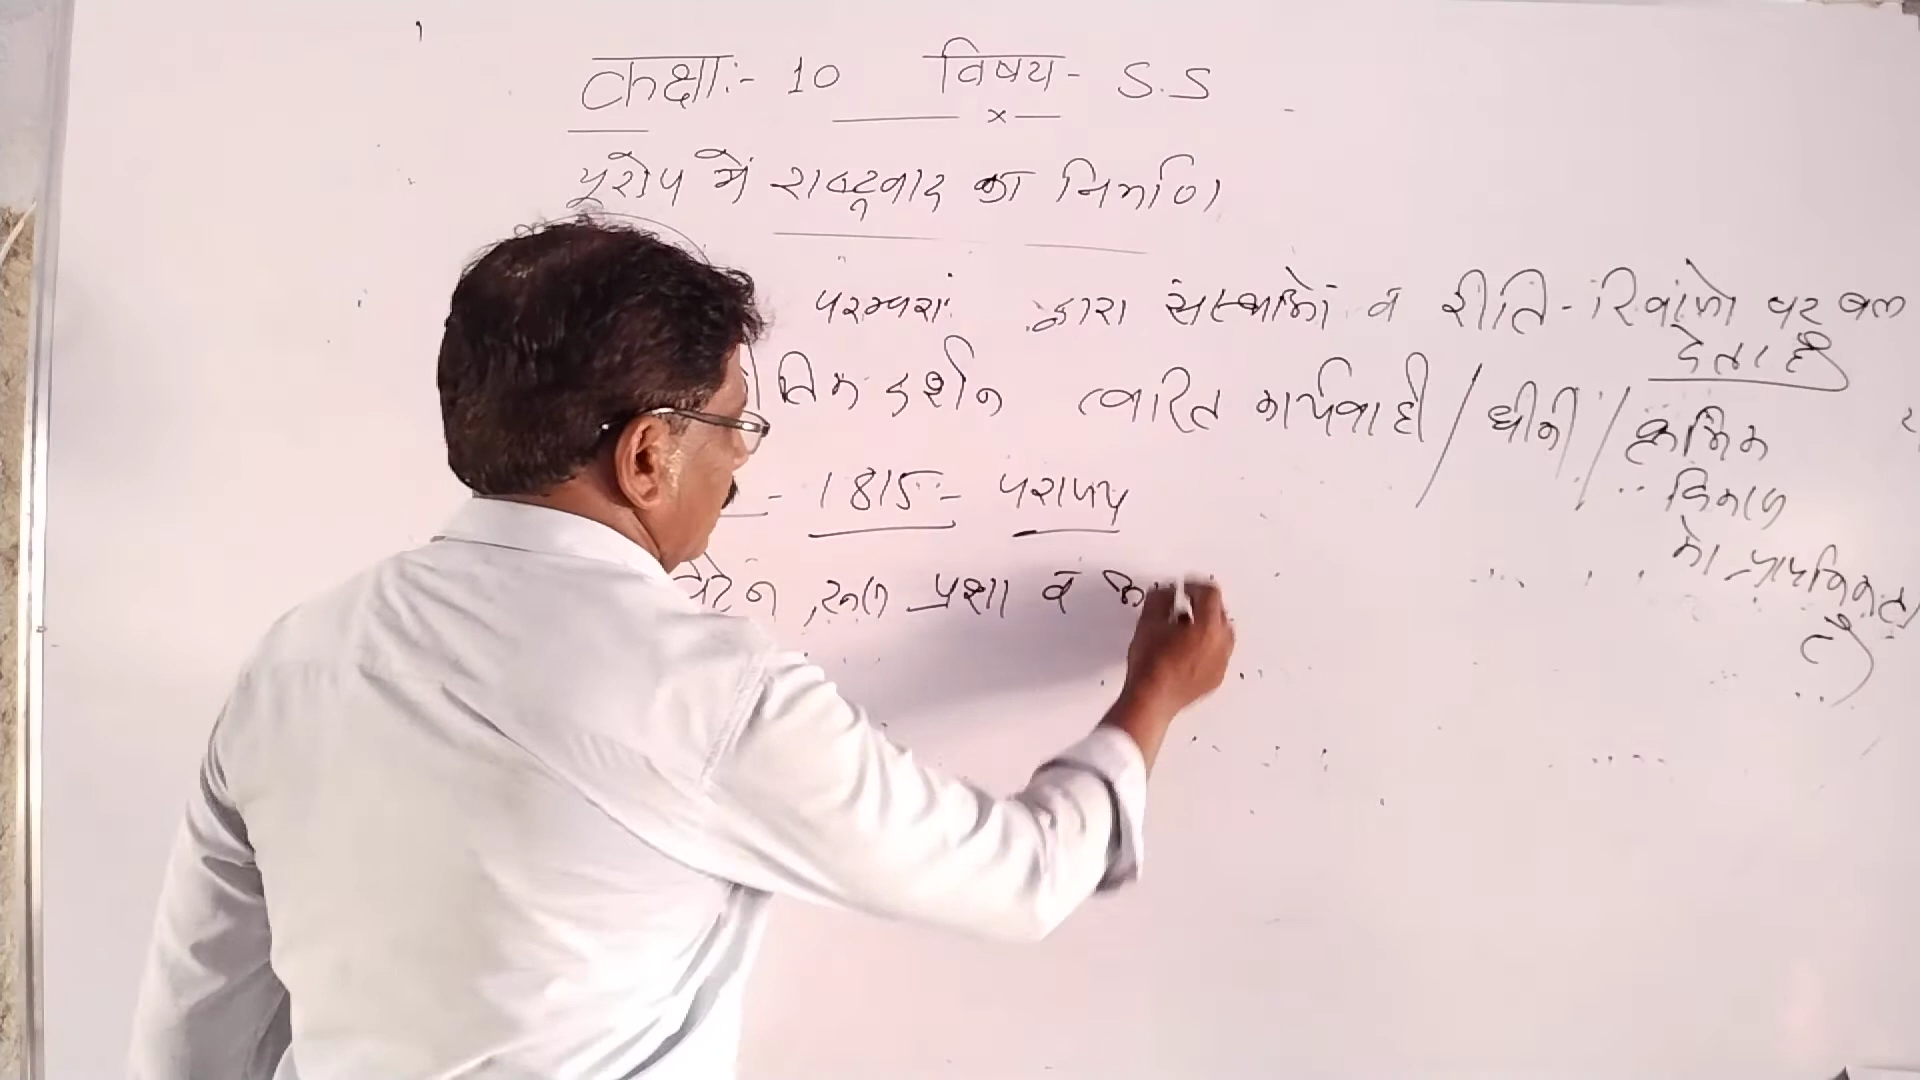 कक्षा:- 10 विषय- S.S
यूरोप में राष्ट्रवाद का निर्माण
परम्परा द्वारा संस्थाओं व रीति-रिवाजो पर बल
देता है
तिक दर्शन त्वरित कार्यवाही / धीमी / क्रमिक
विकास
को प्राथमिकता
- 1815 :- पराजय
ब्रिटेन , रूस प्रशा व